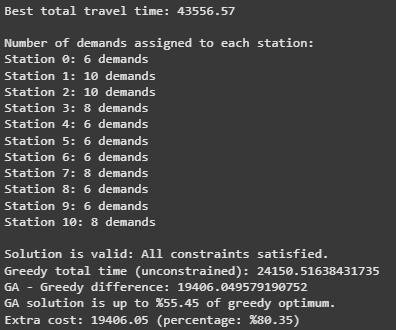 Best total travel time: 43556.57

Number of demands assigned to each station:
Station 0: 6 demands
Station 1: 10 demands
Station 2: 10 demands
Station 3: 8 demands
Station 4: 6 demands
Station 5: 6 demands
Station 6: 6 demands
Station 7: 8 demands
Station 8: 6 demands
Station 9: 6 demands
Station 10: 8 demands

Solution is valid: All constraints satisfied.
Greedy total time (unconstrained): 24150.51638431735
GA - Greedy difference: 19406.049579190752
GA solution is up to %55.45 of greedy optimum.
Extra cost: 19406.05 (percentage: %80.35)